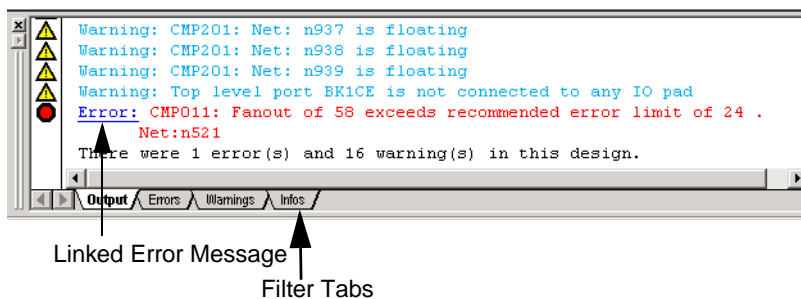 Warning: CMP201: Net: n937 is floating
Warning: CMP201: Net: n938 is floating
Warning: CMP201: Net: n939 is floating
Warning: Top level port BK1CE is not connected to any IO pad
Error: CMP011: Fanout of 58 exceeds recommended error limit of 24 .
Net:n521
There were 1 error(s) and 16 warning(s) in this design.
Output Errors Warnings Infos
Linked Error Message
Filter Tabs